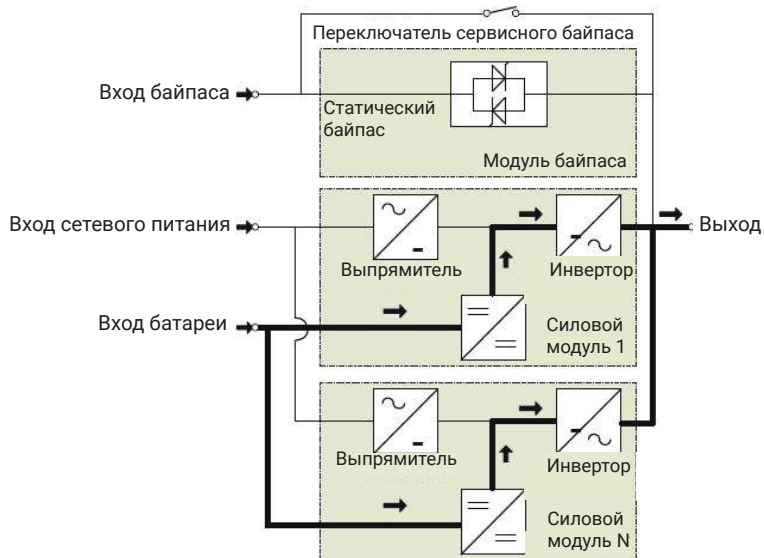 Переключатель сервисного байпаса
Вход байпаса
Статический
байпас
Модуль байпаса
Вход сетевого питания
Выход
Выпрямитель
Инвертор
Вход батареи
Силовой
модуль 1
Выпрямитель
Инвертор
Силовой
модуль N